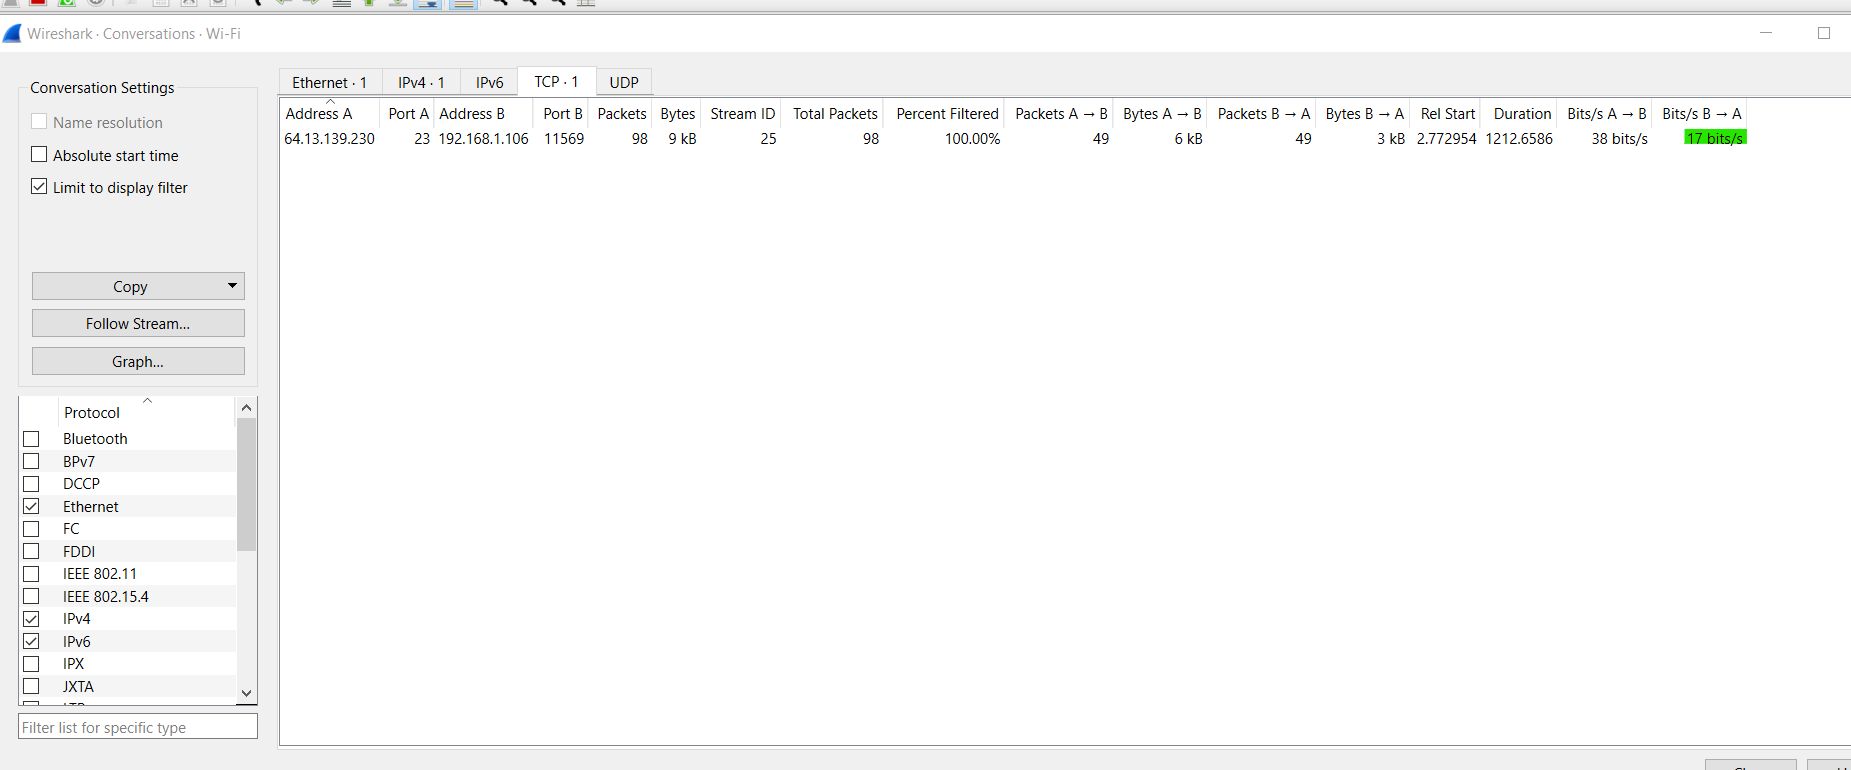 Wireshark · Conversations · Wi-Fi
Conversation Settings
Name resolution
Absolute start time
Limit to display filter
Copy
Follow Stream...
Graph...
Protocol
Bluetooth
BPv7
DCCP
Ethernet
FC
FDDI
IEEE 802.11
IEEE 802.15.4
IPv4
IPv6
IPX
JXTA
Filter list for specific type
Ethernet · 1 IPv4 · 1 IPv6 TCP · 1 UDP
Address A Port A Address B Port B Packets Bytes Stream ID Total Packets Percent Filtered Packets A → B Bytes A → B Packets B → A Bytes B → A Rel Start Duration Bits/s A → B Bits/s B → A
64.13.139.230 23 192.168.1.106 11569 98 9 kB 25 98 100.00% 49 6 kB 49 3 kB 2.772954 1212.6586 38 bits/s 17 bits/s